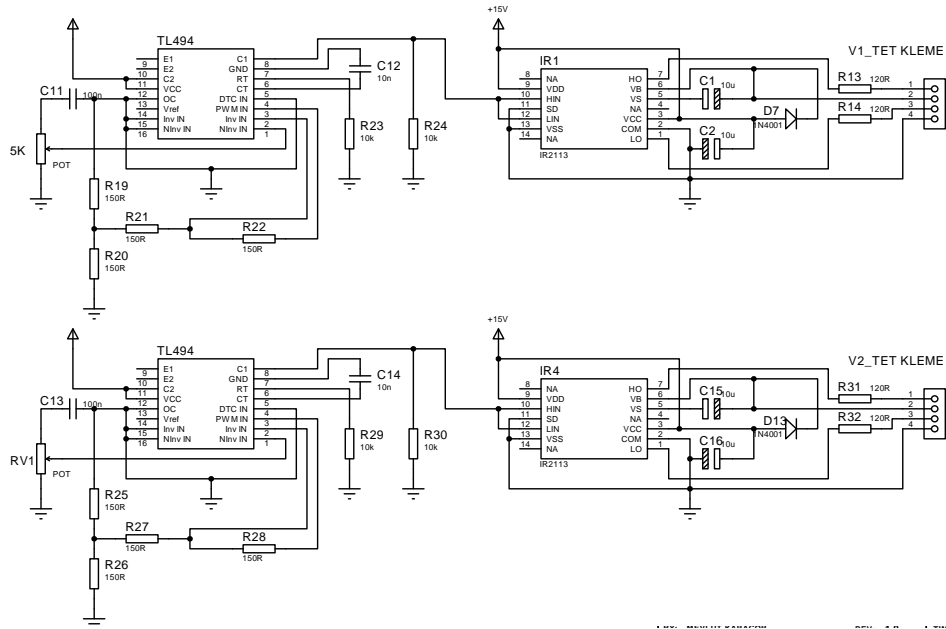 +15V
TL494
E1
E2
C2
VCC
OC
Vref
Inv IN
NInv IN
9
10
11
12
13
14
15
16
C1
GND
RT
CT
DTC IN
PWM IN
Inv IN
NInv IN
8
7
6
5
4
3
2
1
C11
100n
5K
POT
C12
10n
R23
10k
R24
10k
R19
150R
R21
150R
R22
150R
R20
150R
IR1
NA
VDD
HIN
SD
LIN
VSS
NA
8
9
10
11
12
13
14
HO
VB
VS
NA
VCC
COM
LO
7
6
5
4
3
2
1
IR2113
C1
10u
C2
10u
D7
1N4001
V1_TET KLEME
R13
120R
R14
120R
1
2
3
4
+15V
TL494
E1
E2
C2
VCC
OC
Vref
Inv IN
NInv IN
9
10
11
12
13
14
15
16
C1
GND
RT
CT
DTC IN
PWM IN
Inv IN
NInv IN
8
7
6
5
4
3
2
1
C13
100n
RV1
POT
C14
10n
R29
10k
R30
10k
R25
150R
R27
150R
R28
150R
R26
150R
IR4
NA
VDD
HIN
SD
LIN
VSS
NA
8
9
10
11
12
13
14
HO
VB
VS
NA
VCC
COM
LO
7
6
5
4
3
2
1
IR2113
C15
10u
C16
10u
D13
1N4001
V2_TET KLEME
R31
120R
R32
120R
1
2
3
4